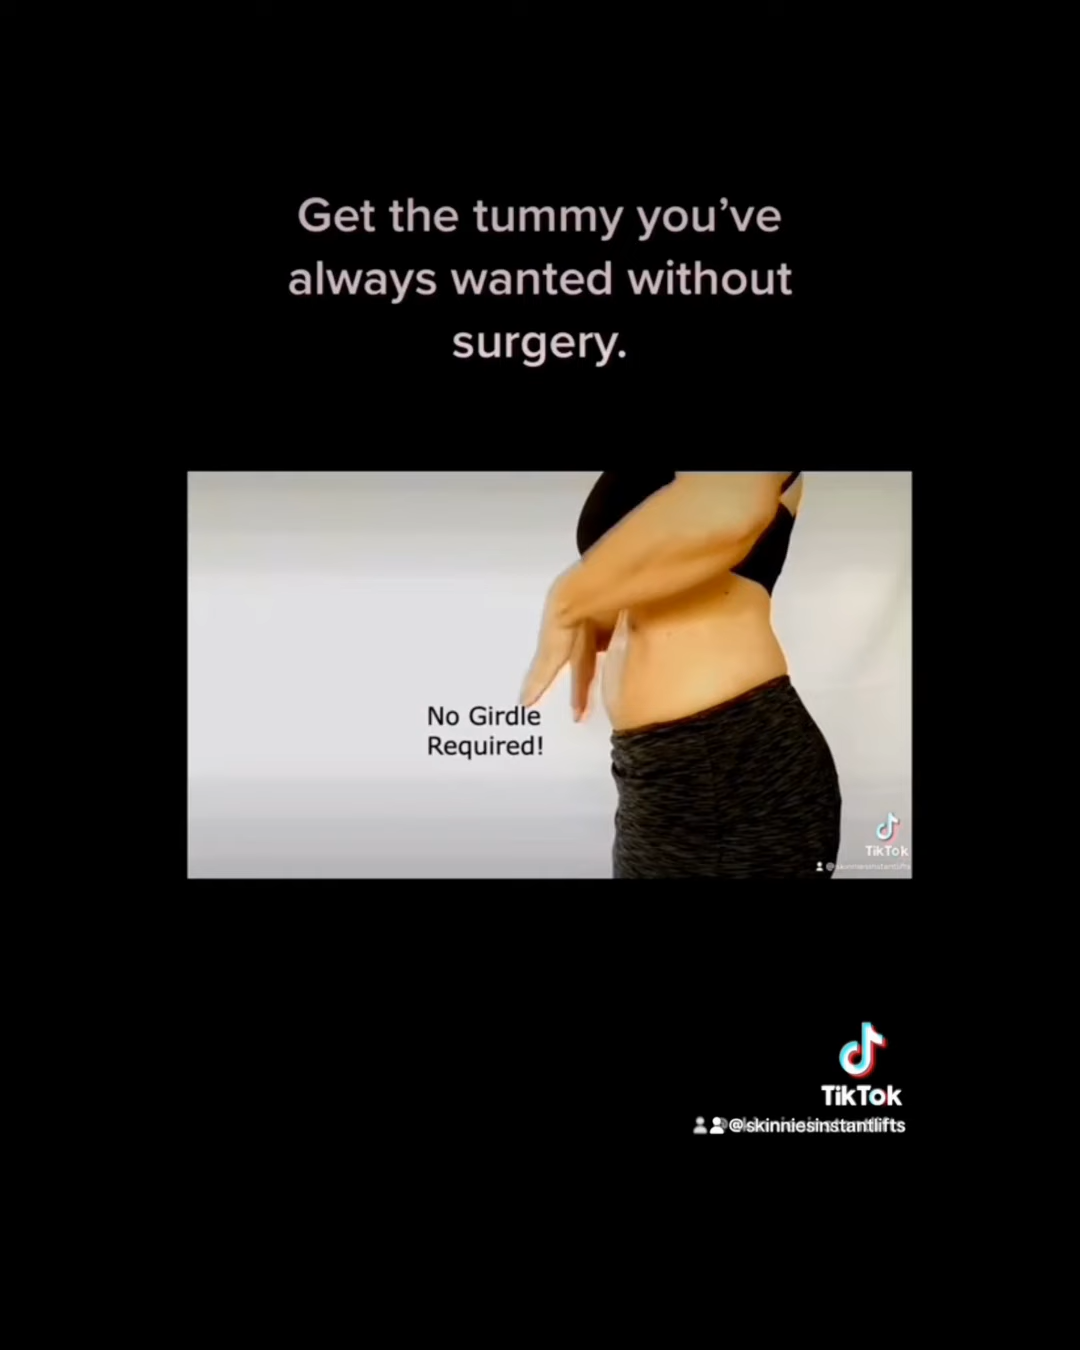 Get the tummy you’ve
always wanted without
surgery.
No Girdle
Required!
TikTok
TikTok
@skinniesinstantlifts